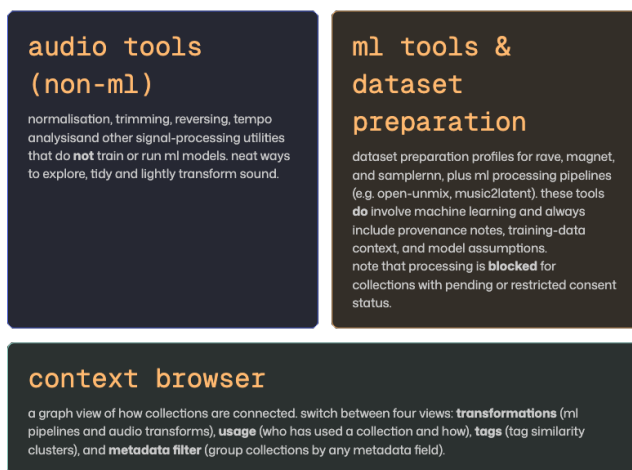 audio tools
(non-ml)
normalisation, trimming, reversing, tempo
analysisand other signal-processing utilities
that do not train or run ml models. neat ways
to explore, tidy and lightly transform sound.
ml tools &
dataset
preparation
dataset preparation profiles for rave, magnet,
and samplernn, plus ml processing pipelines
(e.g. open-unmix, music2latent). these tools
do involve machine learning and always
include provenance notes, training-data
context, and model assumptions.
note that processing is blocked for
collections with pending or restricted consent
status.
context browser
a graph view of how collections are connected. switch between four views: transformations (ml
pipelines and audio transforms), usage (who has used a collection and how), tags (tag similarity
clusters), and metadata filter (group collections by any metadata field).